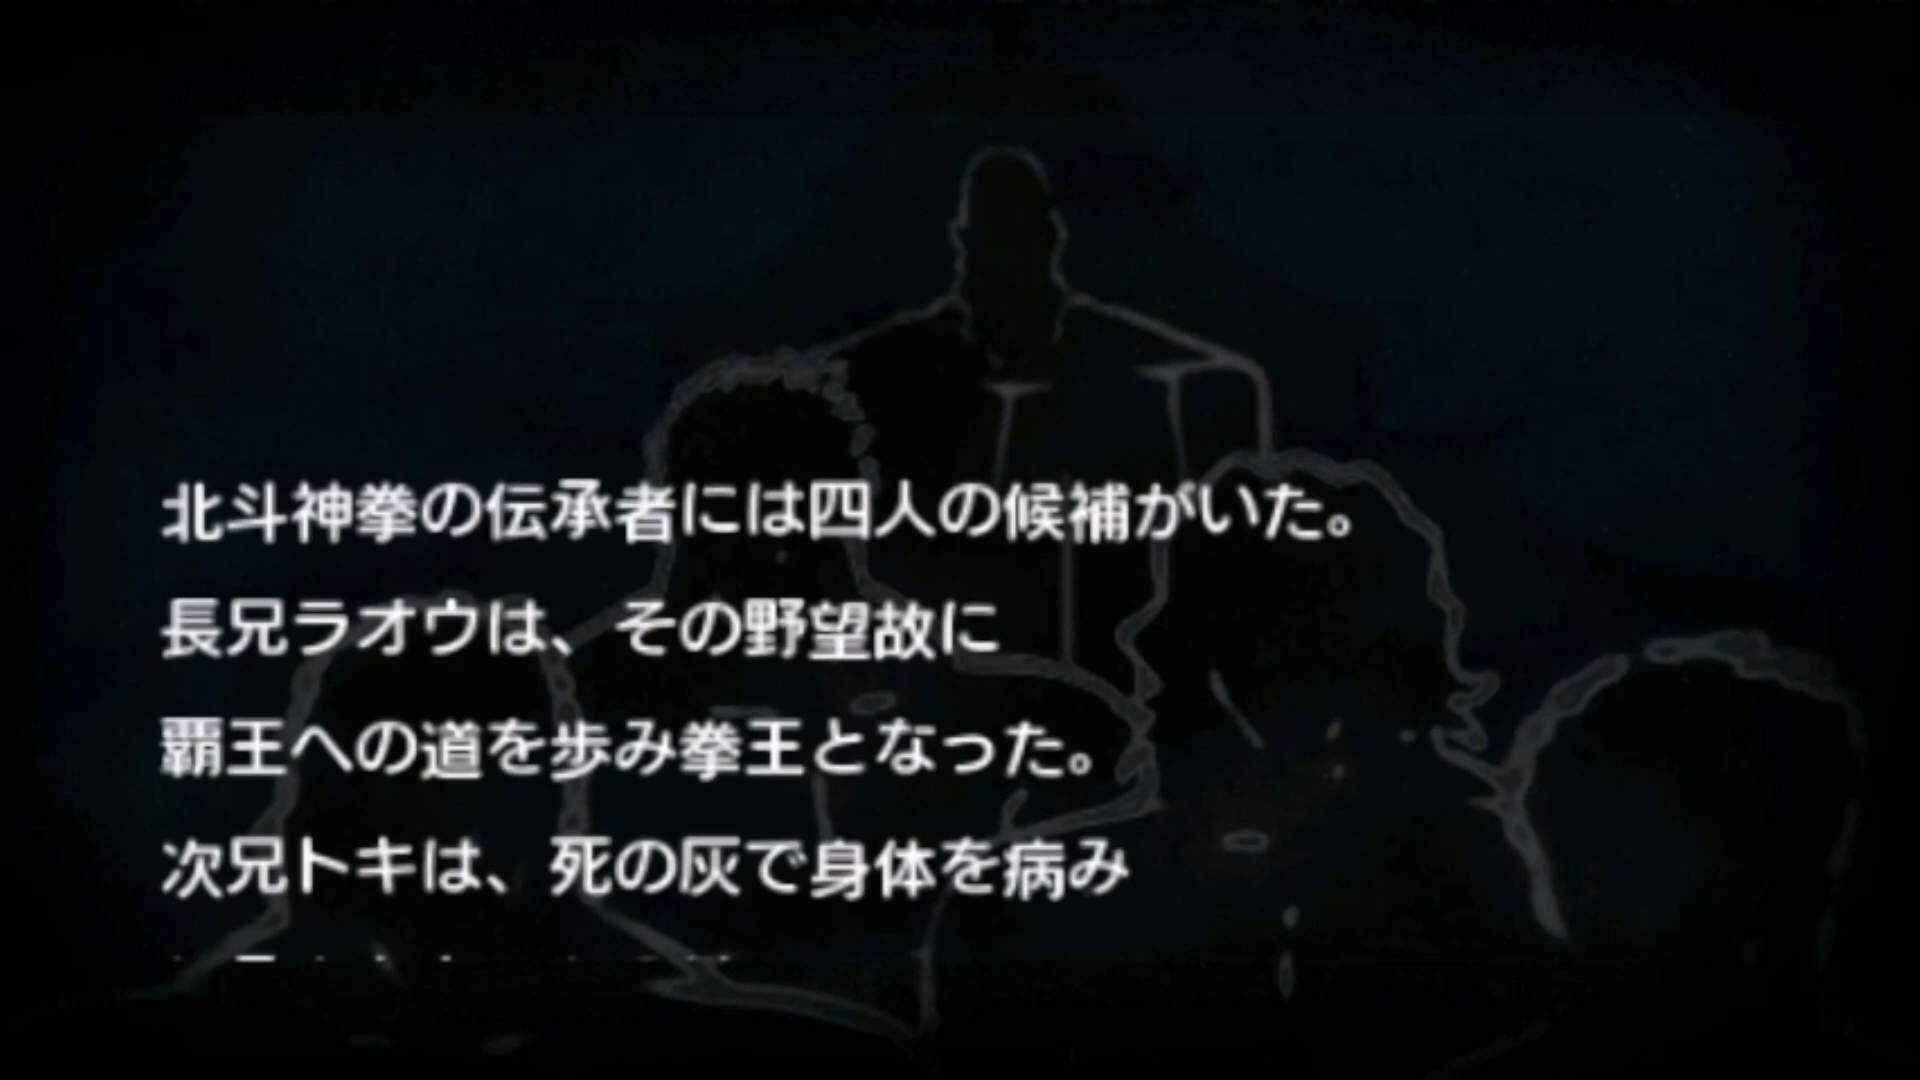 北斗神拳の伝承者には四人の候補がいた。
長兄ラオウは、その野望故に
覇王への道を歩み拳王となった。
次兄トキは、死の灰で身体を病み